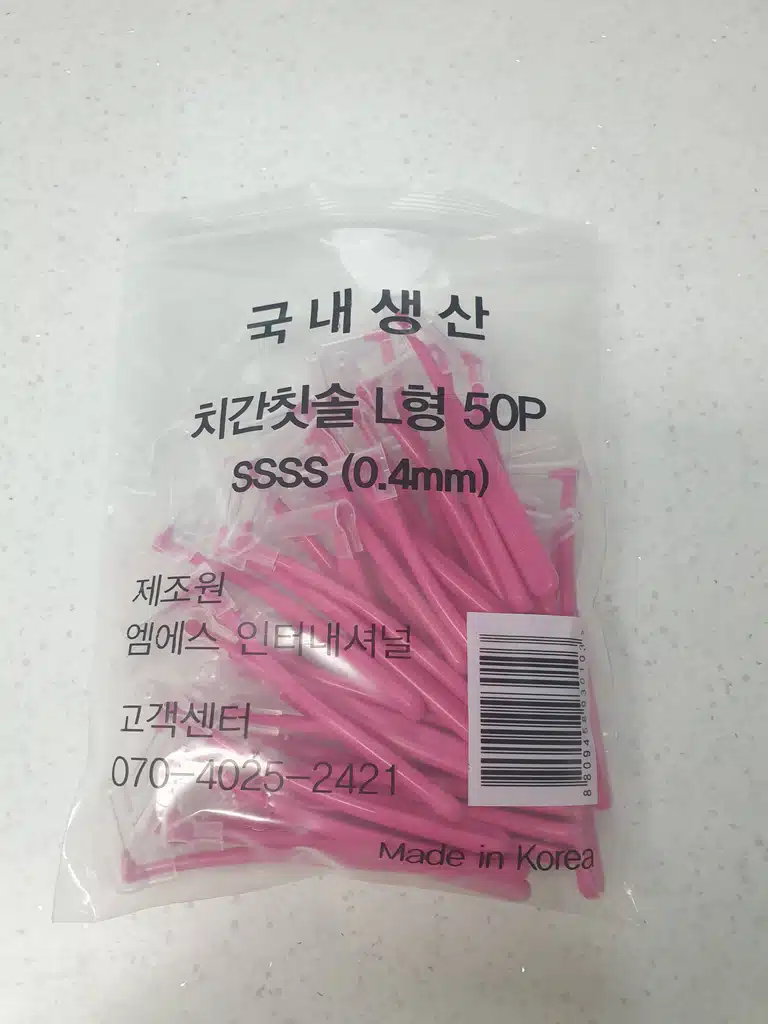 국내생산
치간칫솔 L형 50P
SSSS (0.4mm)
제조원
엠에스 인터내셔널
고객센터
070-4025-2421
Made in Korea